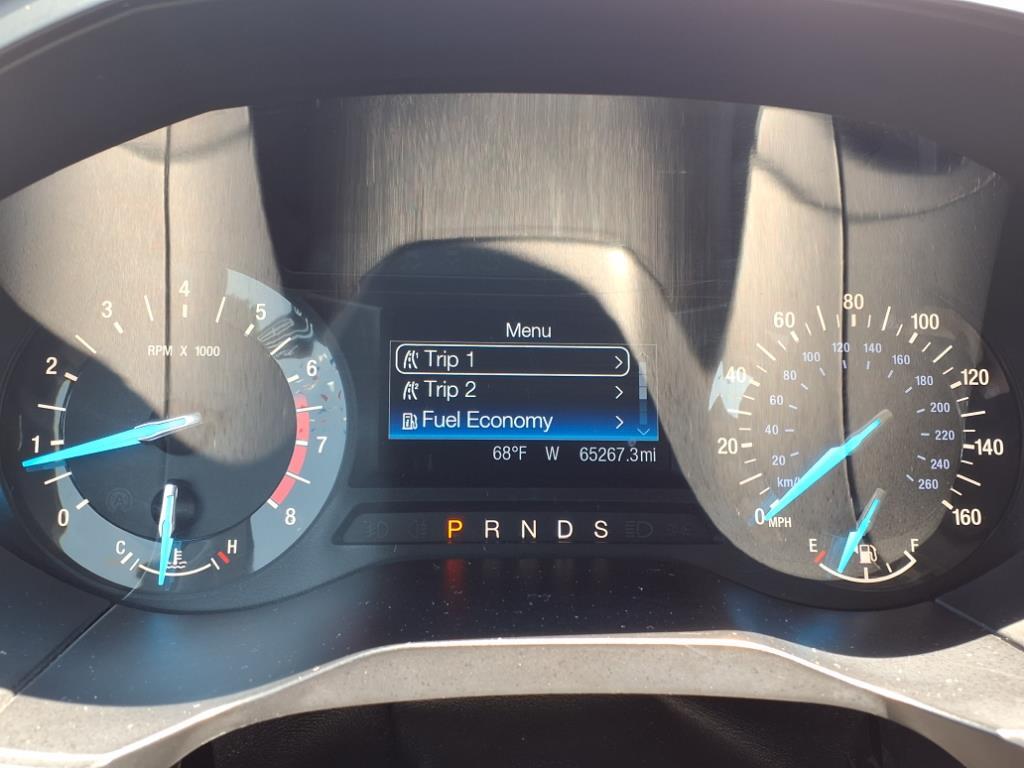 Menu
Trip 1
Trip 2
Fuel Economy
68°F W 65267.3mi
P R N D S
0 1 2 3 4 5 6 7 8
RPM X 1000
C H
0 20 40 60 80 100 120 140 160
MPH
20 40 60 80 100 120 140 160 180 200 220 240 260
E F